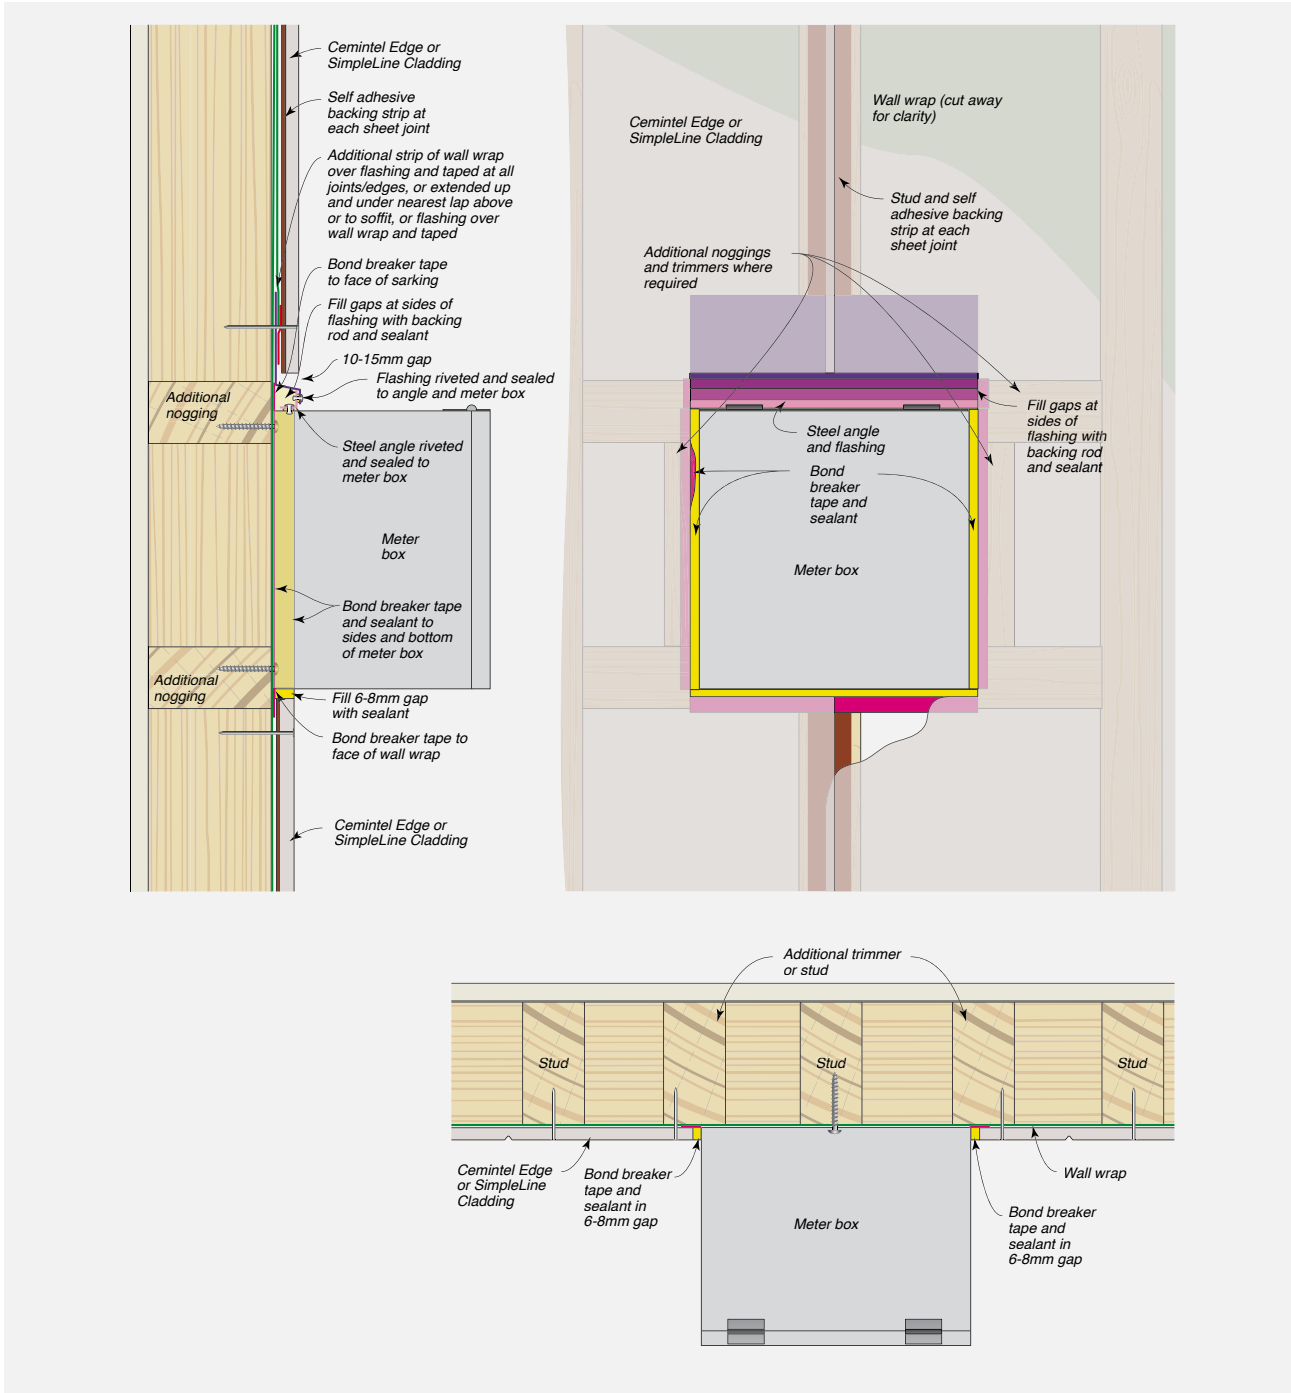 Cemintel Edge or
SimpleLine Cladding
Self adhesive
backing strip at
each sheet joint
Additional strip of wall wrap
over flashing and taped at all
joints/edges, or extended up
and under nearest lap above
or to soffit, or flashing over
wall wrap and taped
Bond breaker tape
to face of sarking
Fill gaps at sides of
flashing with backing
rod and sealant
10-15mm gap
Flashing riveted and sealed
to angle and meter box
Additional
nogging
Steel angle riveted
and sealed to
meter box
Meter
box
Bond breaker tape
and sealant to
sides and bottom
of meter box
Additional
nogging
Fill 6-8mm gap
with sealant
Bond breaker tape to
face of wall wrap
Cemintel Edge or
SimpleLine Cladding
Cemintel Edge or
SimpleLine Cladding
Wall wrap (cut away
for clarity)
Stud and self
adhesive backing
strip at each
sheet joint
Additional noggings
and trimmers where
required
Fill gaps at
sides of
flashing with
backing rod
and sealant
Steel angle
and flashing
Bond
breaker
tape and
sealant
Meter box
Additional trimmer
or stud
Stud
Stud
Stud
Cemintel Edge
or SimpleLine
Cladding
Bond breaker
tape and
sealant in
6-8mm gap
Meter box
Wall wrap
Bond breaker
tape and
sealant in
6-8mm gap